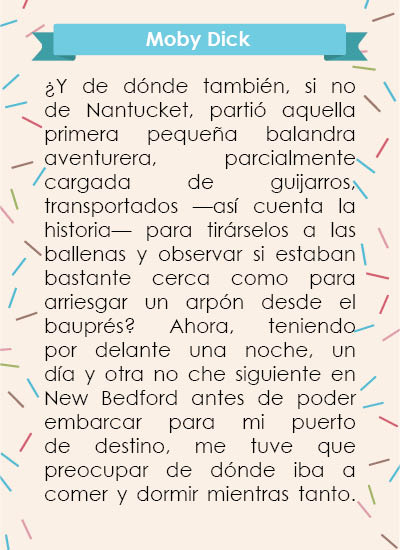 Moby Dick
¿Y de dónde también, si no
de Nantucket, partió aquella
primera pequeña balandra
aventurera, parcialmente
cargada de guijarros,
transportados —así cuenta la
historia— para tirárselos a las
ballenas y observar si estaban
bastante cerca como para
arriesgar un arpón desde el
bauprés? Ahora, teniendo
por delante una noche, un
día y otra no che siguiente en
New Bedford antes de poder
embarcar para mi puerto
de destino, me tuve que
preocupar de dónde iba a
comer y dormir mientras tanto.